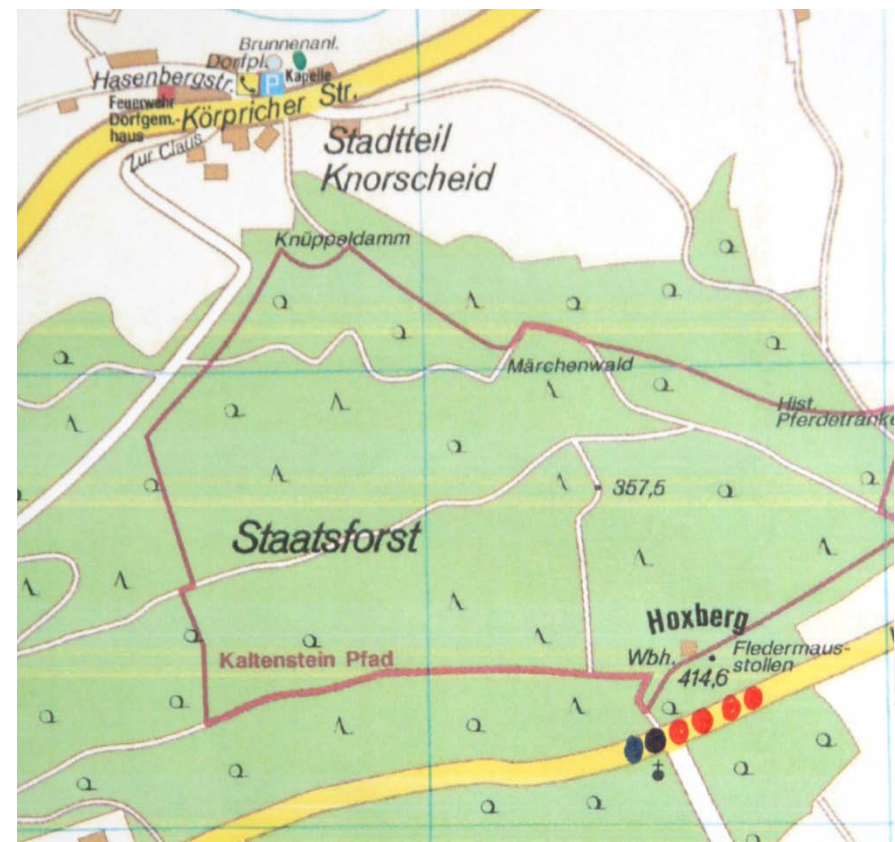 Brunnenanl.
Dorfpl.
P
Kapelle
Hasenbergstr.
Feuerwehr
Dorfgem.-
haus
Körpricher Str.
Zur Claus
Stadtteil
Knorscheid
Knüppeldamm
Märchenwald
Hist.
Pferdetränke
357,5
Staatsforst
Hoxberg
Kaltenstein Pfad
Wbh.
Fledermaus-
stollen
414,6